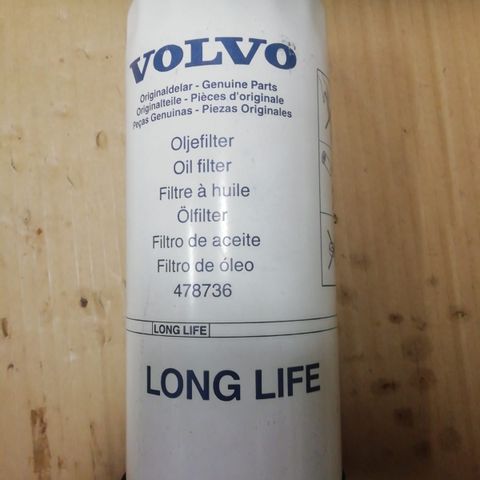 VOLVO
Originaldelar - Genuine Parts
Originalteile - Pièces d'originale
Peças Genuinas - Piezas Originales
Oljefilter
Oil filter
Filtre à huile
Ölfilter
Filtro de aceite
Filtro de óleo
478736
LONG LIFE
LONG LIFE